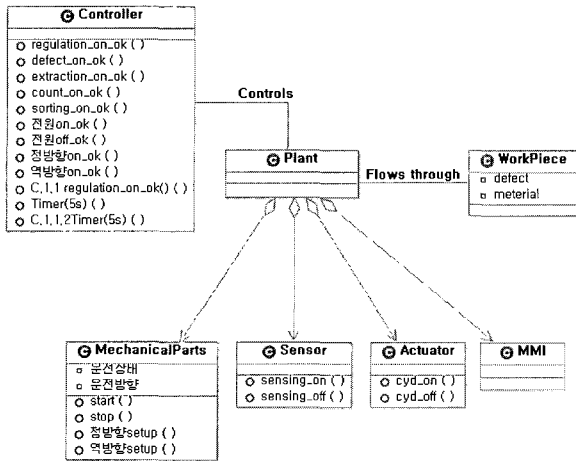 Controller
regulation_on_ok ( )
defect_on_ok ( )
extraction_on_ok ( )
count_on_ok ( )
sorting_on_ok ( )
전원on_ok ( )
전원off_ok ( )
정방향on_ok ( )
역방향on_ok ( )
C,1,1 regulation_on_ok() ( )
Timer(5s) ( )
C,1,1,2Timer(5s) ( )
Controls
Plant
Flows through
WorkPiece
defect
meterial
MechanicalParts
운전상태
운전방향
start ( )
stop ( )
정방향setup ( )
역방향setup ( )
Sensor
sensing_on ( )
sensing_off ( )
Actuator
cyd_on ( )
cyd_off ( )
MMI